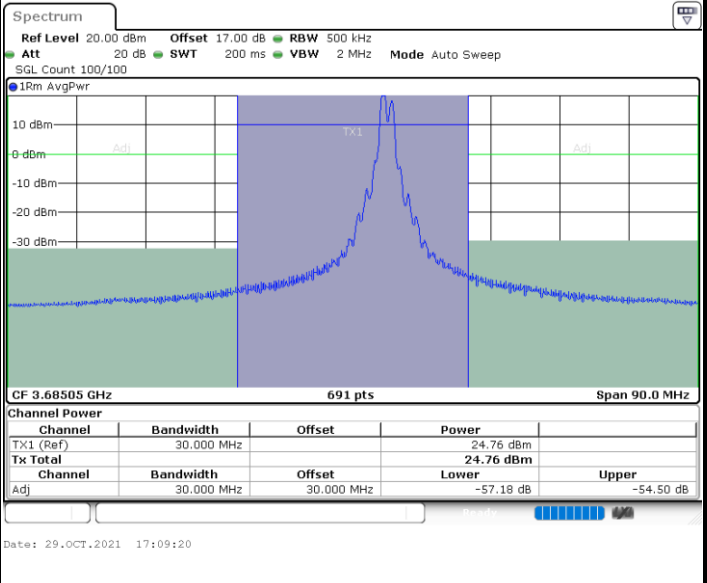 Spectrum
Ref Level 20.00 dBm Offset 17.00 dB RBW 500 kHz
Att 20 dB SWT 200 ms VBW 2 MHz Mode Auto Sweep
SGL Count 100/100
1Rm AvgPwr
10 dBm
TX1
0 dBm
Adj
Adj
-10 dBm
-20 dBm
-30 dBm
CF 3.68505 GHz 691 pts Span 90.0 MHz
Channel Power
Channel Bandwidth Offset Power
TX1 (Ref) 30.000 MHz 24.76 dBm
Tx Total 24.76 dBm
Channel Bandwidth Offset Lower Upper
Adj 30.000 MHz 30.000 MHz -57.18 dB -54.50 dB
Ready
Date: 29.OCT.2021 17:09:20